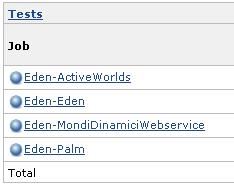 Tests
Job
Eden-ActiveWorlds
Eden-Eden
Eden-MondiDinamiciWebservice
Eden-Palm
Total